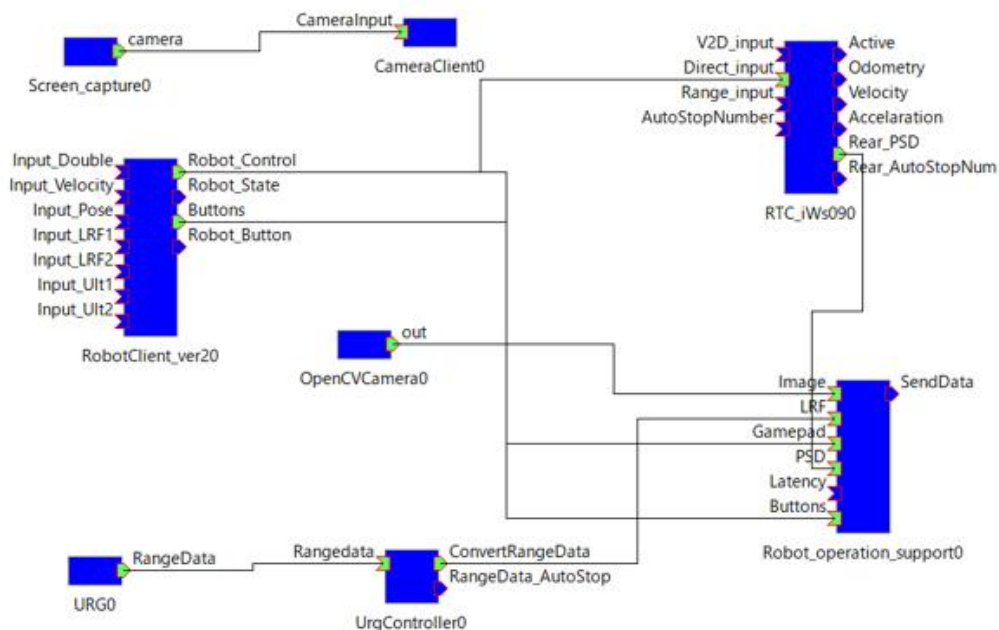 camera
Screen_capture0
CameraInput
CameraClient0
V2D_input
Direct_input
Range_input
AutoStopNumber
Active
Odometry
Velocity
Accelaration
Rear_PSD
Rear_AutoStopNum
RTC_iWs090
Input_Double
Input_Velocity
Input_Pose
Input_LRF1
Input_LRF2
Input_Ult1
Input_Ult2
Robot_Control
Robot_State
Buttons
Robot_Button
RobotClient_ver20
out
OpenCVCamera0
Image
LRF
Gamepad
PSD
Latency
Buttons
SendData
Robot_operation_support0
RangeData
URG0
Rangedata
ConvertRangeData
RangeData_AutoStop
UrgController0